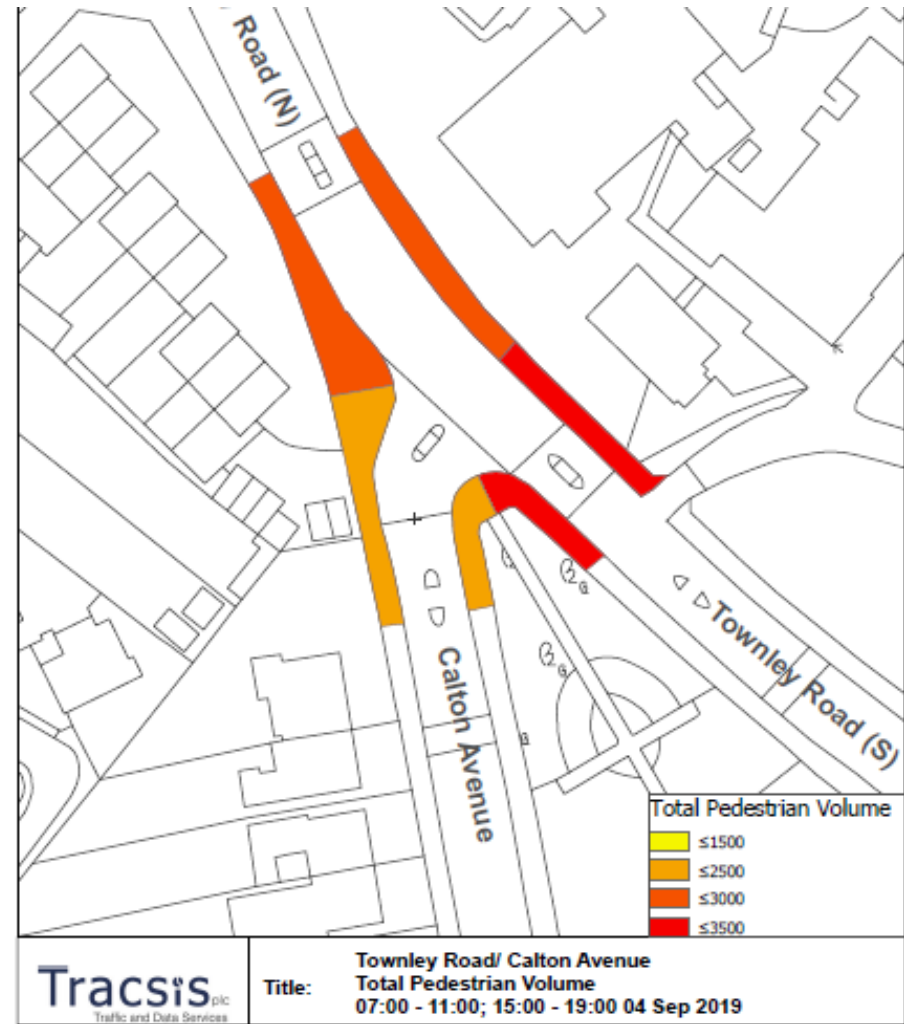 Road (N)
Townley Road (S)
Calton Avenue
Total Pedestrian Volume
≤1500
≤2500
≤3000
≤3500
Tracsis plc
Traffic and Data Services
Title:
Townley Road/ Calton Avenue
Total Pedestrian Volume
07:00 - 11:00; 15:00 - 19:00 04 Sep 2019